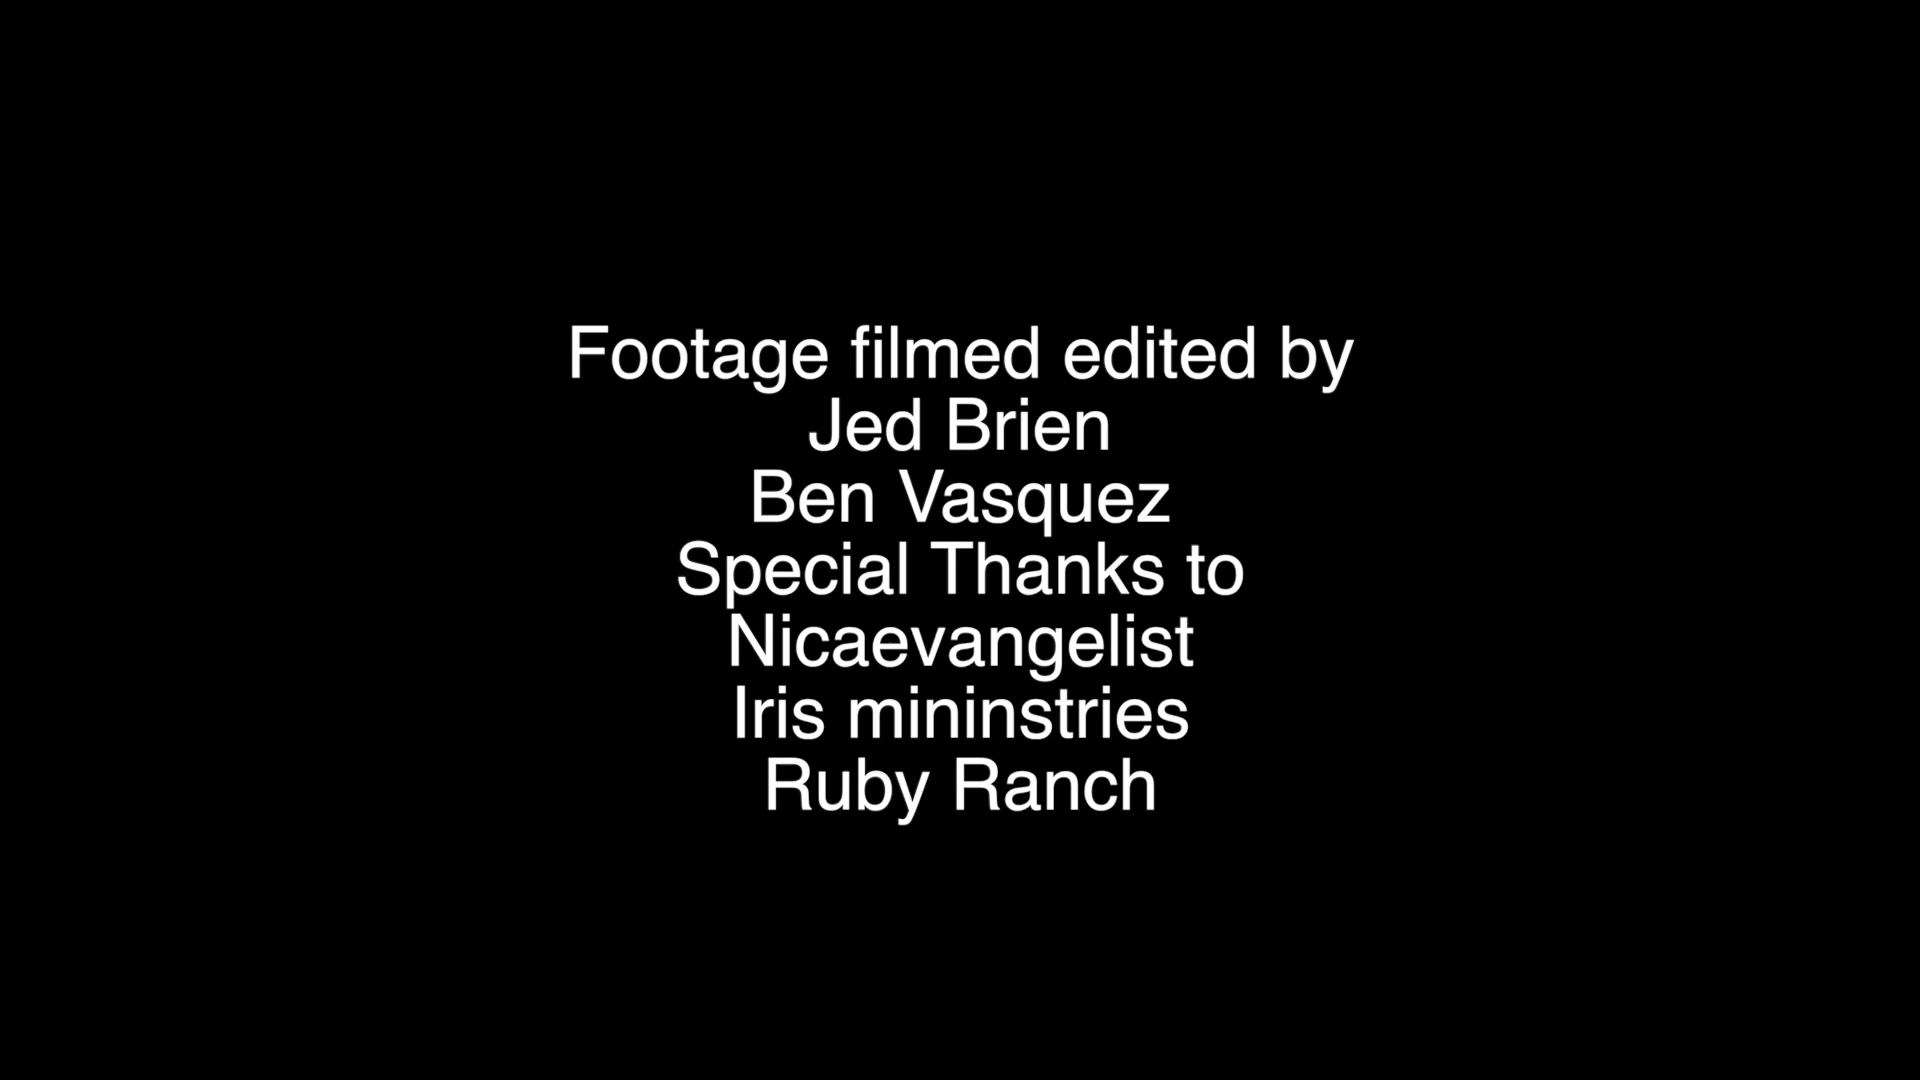 Footage filmed edited by
Jed Brien
Ben Vasquez
Special Thanks to
Nicaevangelist
Iris mininstries
Ruby Ranch